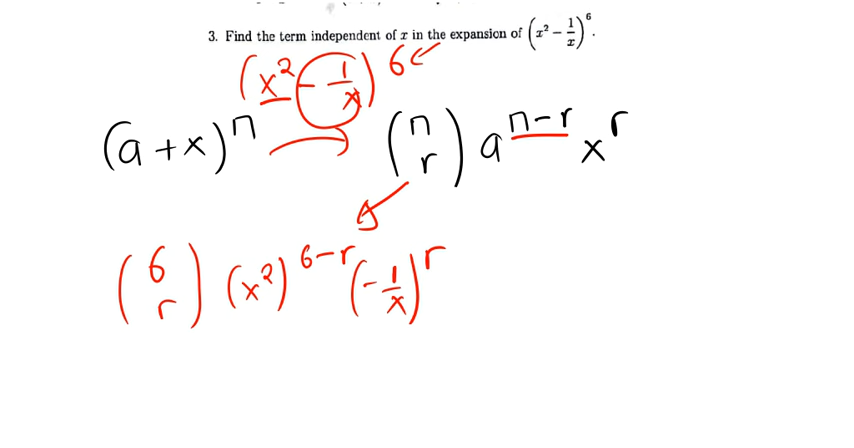 3. Find the term independent of x in the expansion of (x² − 1/x)⁶.
(x² − 1/x)⁶
(a + x)ⁿ → (n r) aⁿ⁻ʳ xʳ
(6 r) (x²)⁶⁻ʳ (− 1/x)ʳ